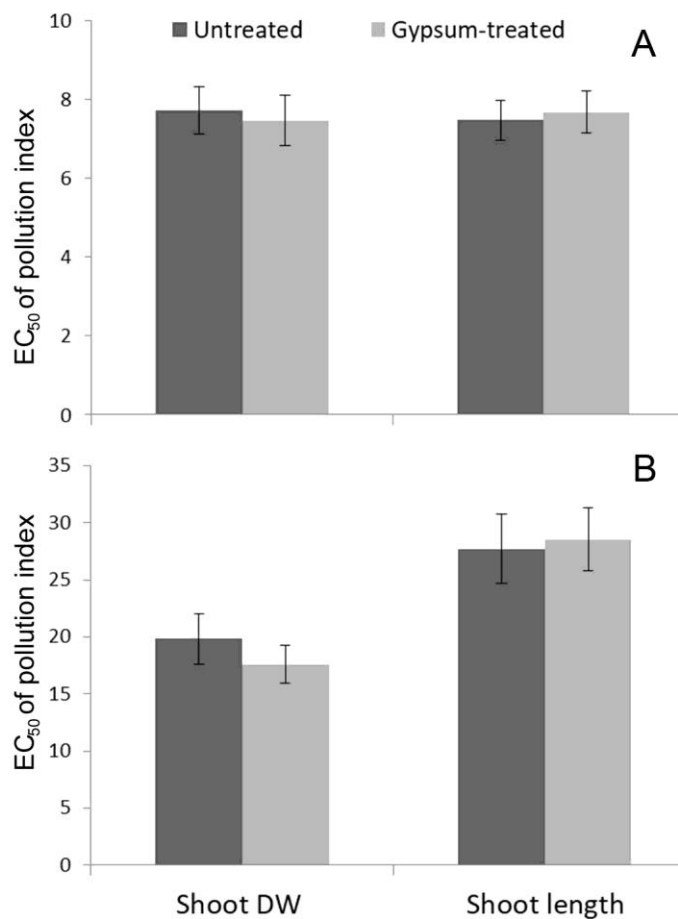 Untreated Gypsum-treated
A
EC50 of pollution index
10
8
6
4
2
0
B
EC50 of pollution index
35
30
25
20
15
10
5
0
Shoot DW Shoot length